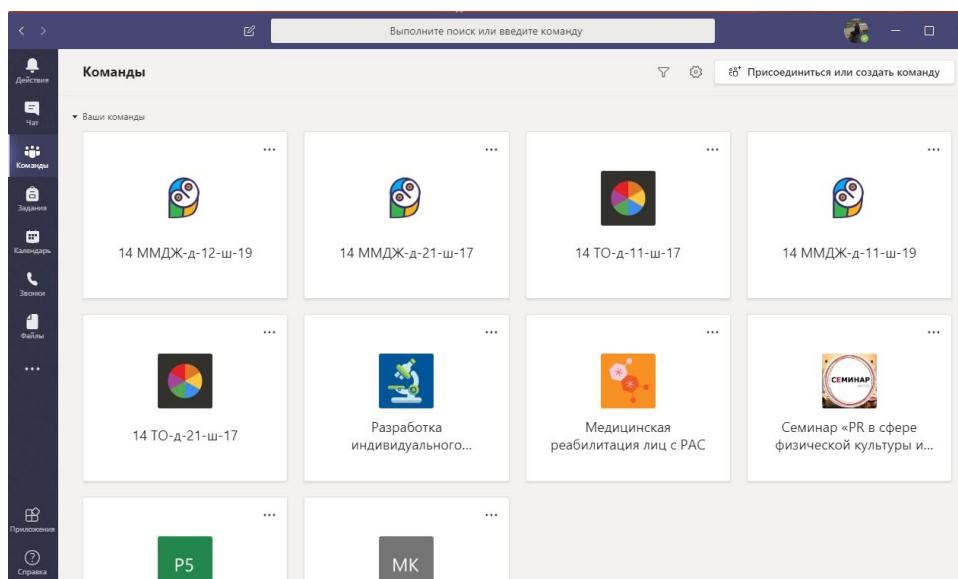 Выполните поиск или введите команду
Действия
Чат
Команды
Задания
Календарь
Звонки
Файлы
Приложения
Справка
Команды
Присоединиться или создать команду
Ваши команды
14 ММДЖ-д-12-ш-19
14 ММДЖ-д-21-ш-17
14 ТО-д-11-ш-17
14 ММДЖ-д-11-ш-19
14 ТО-д-21-ш-17
Разработка
индивидуального...
Медицинская
реабилитация лиц с РАС
СЕМИНАР
Семинар «PR в сфере
физической культуры и...
P5
МК